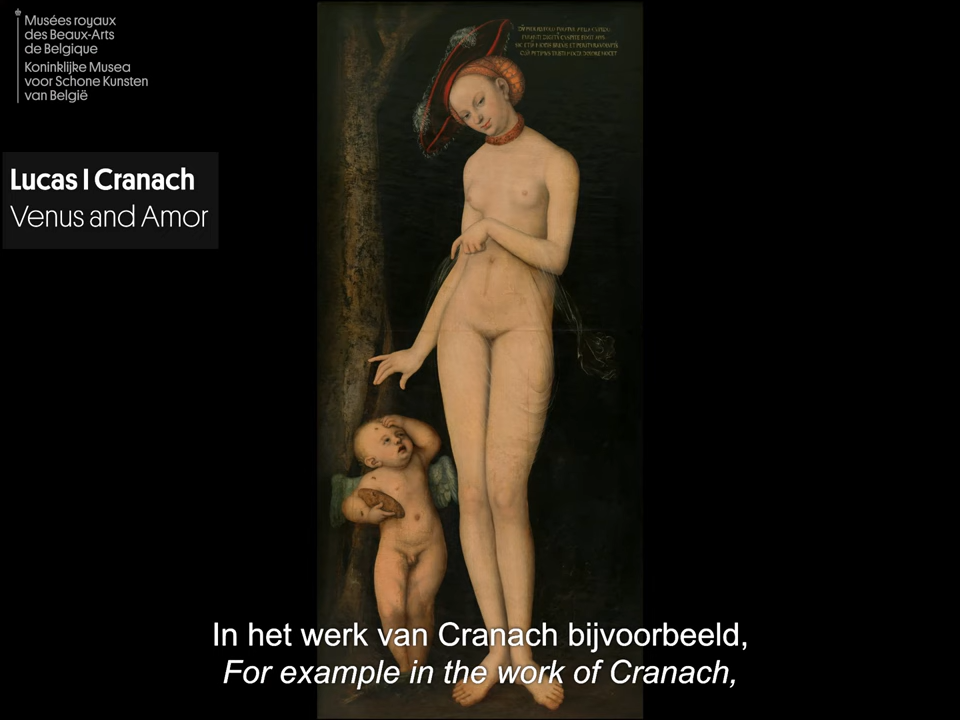 Musées royaux
des Beaux-Arts
de Belgique
Koninklijke Musea
voor Schone Kunsten
van België
Lucas I Cranach
Venus and Amor
In het werk van Cranach bijvoorbeeld,
For example in the work of Cranach,